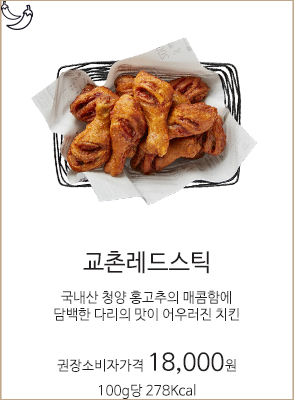 교촌레드스틱
국내산 청양 홍고추의 매콤함에
담백한 다리의 맛이 어우러진 치킨
권장소비자가격 18,000원
100g당 278Kcal